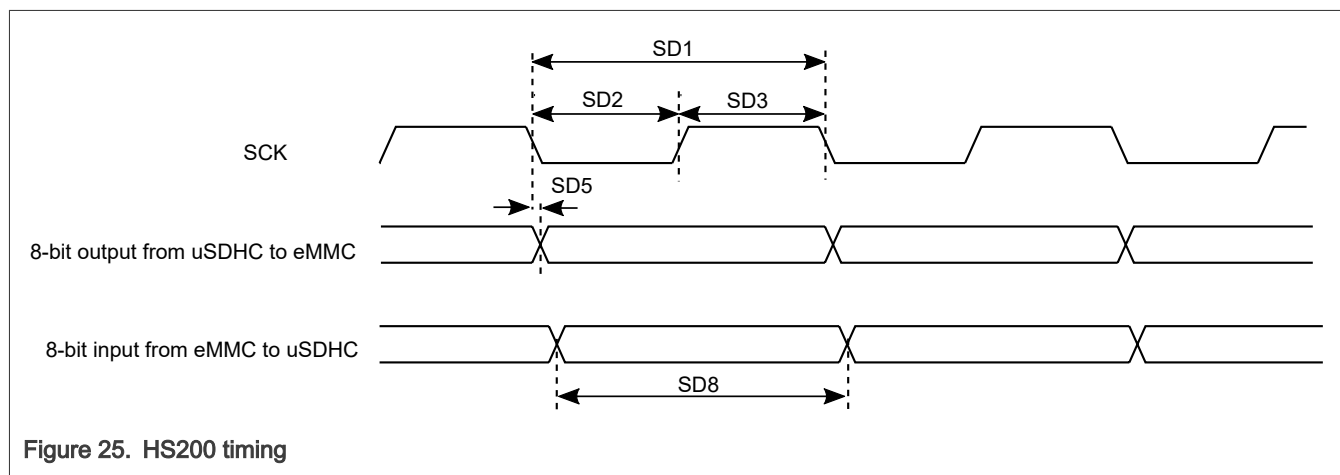 SD1
SD2
SD3
SCK
SD5
8-bit output from uSDHC to eMMC
8-bit input from eMMC to uSDHC
SD8
Figure 25. HS200 timing